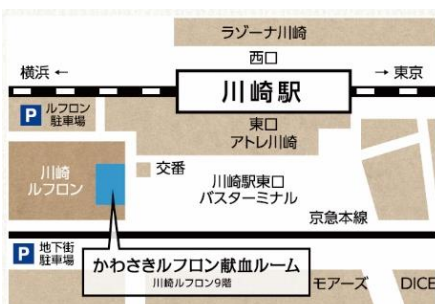 ラゾーナ川崎
西口
横浜 ←
→ 東京
川崎駅
P ルフロン
駐車場
東口
アトレ川崎
川崎
ルフロン
交番
川崎駅東口
バスターミナル
京急本線
P 地下街
駐車場
かわさきルフロン献血ルーム
川崎ルフロン9階
モアーズ
DICE